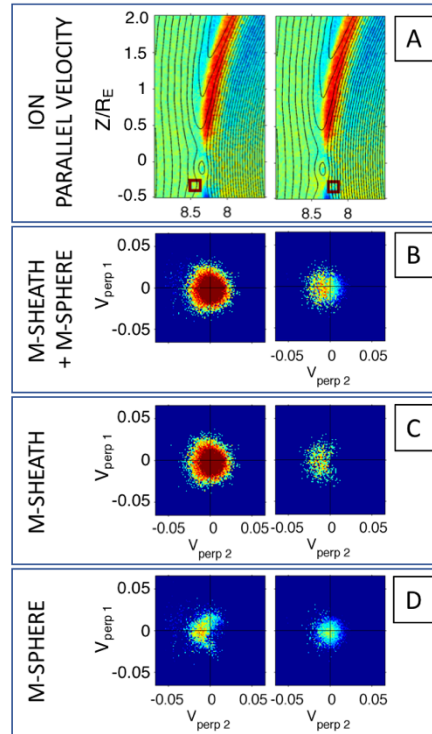 ION
PARALLEL VELOCITY
A
Z/R_E
2.0
1.5
1.0
0.5
0
-0.5
8.5 8
8.5 8
M-SHEATH
+ M-SPHERE
B
V_perp 1
0.05
0
-0.05
-0.05 0 0.05
V_perp 2
M-SHEATH
C
V_perp 1
0.05
0
-0.05
-0.05 0 0.05
V_perp 2
-0.05 0 0.05
V_perp 2
M-SPHERE
D
V_perp 1
0.05
0
-0.05
-0.05 0 0.05
V_perp 2
-0.05 0 0.05
V_perp 2